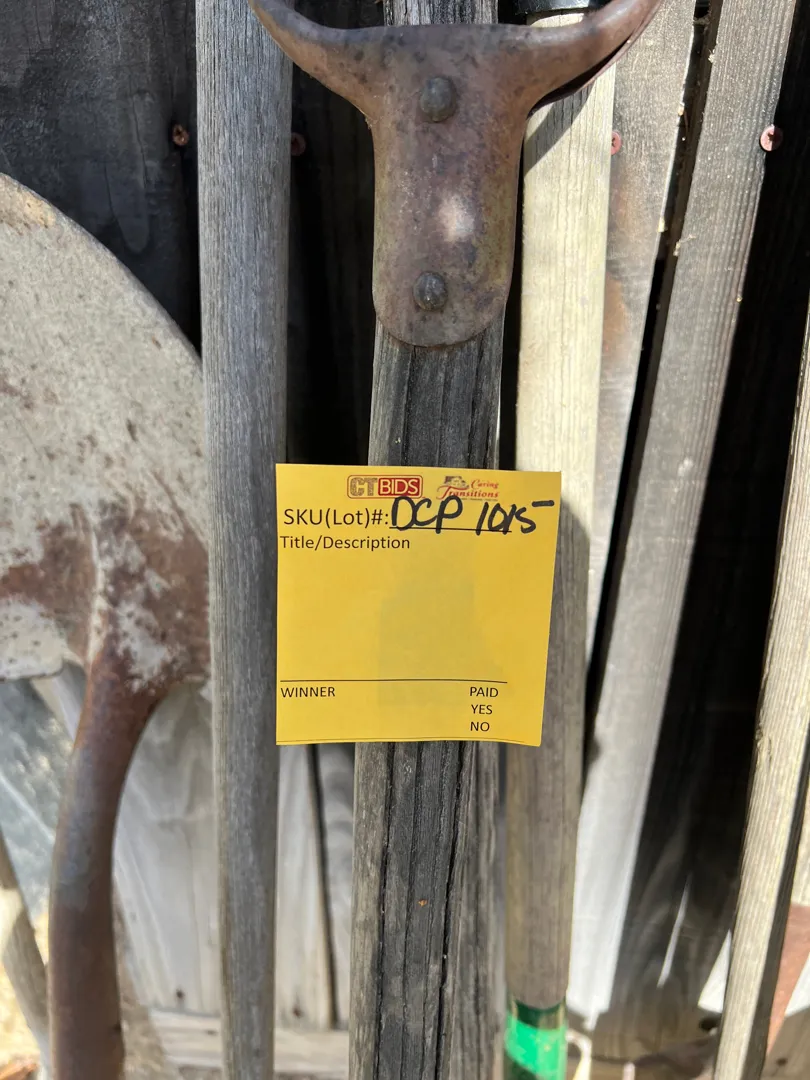 CTBIDS Caring Transitions
SKU(Lot)#: DCP 1015
Title/Description
WINNER PAID
YES
NO